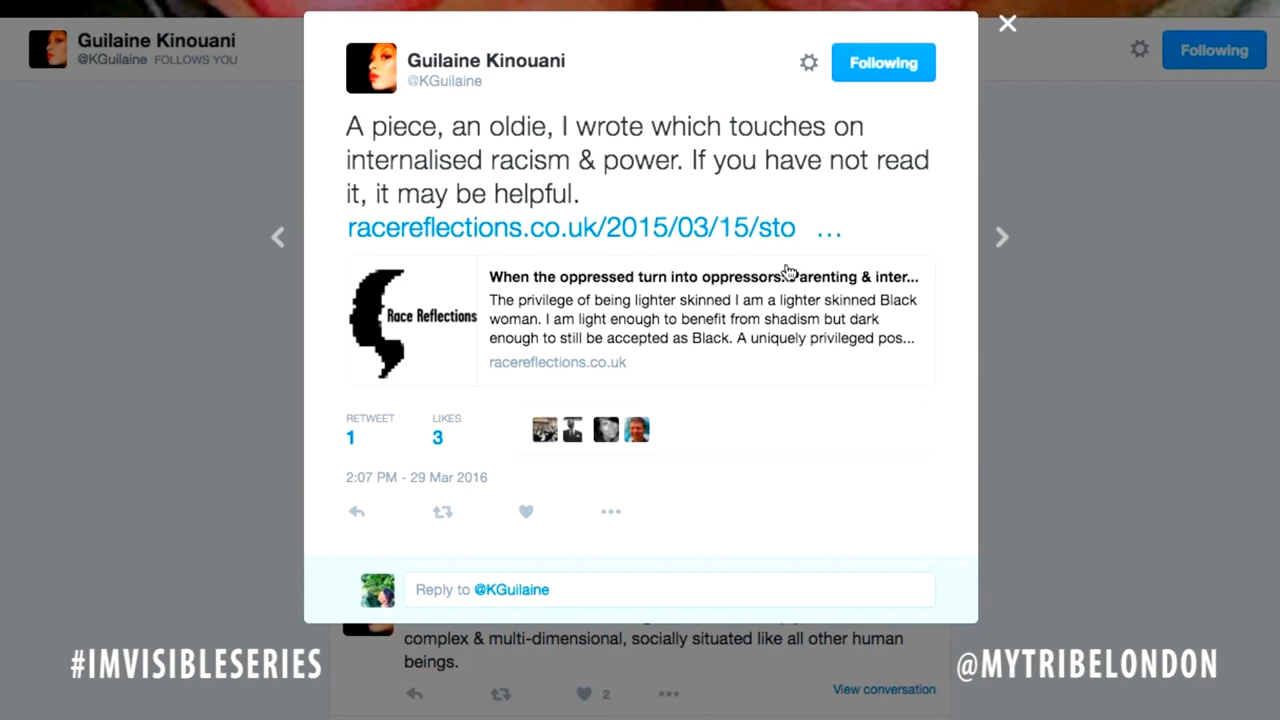 Guilaine Kinouani
@KGuilaine FOLLOWS YOU
Following
Guilaine Kinouani
@KGuilaine
Following
A piece, an oldie, I wrote which touches on
internalised racism & power. If you have not read
it, it may be helpful.
racereflections.co.uk/2015/03/15/sto …
Race Reflections
When the oppressed turn into oppressors: Parenting & inter...
The privilege of being lighter skinned I am a lighter skinned Black
woman. I am light enough to benefit from shadism but dark
enough to still be accepted as Black. A uniquely privileged pos...
racereflections.co.uk
RETWEET LIKES
1 3
2:07 PM - 29 Mar 2016
Reply to @KGuilaine
complex & multi-dimensional, socially situated like all other human
beings.
2
View conversation
#IMVISIBLESERIES
@MYTRIBELONDON